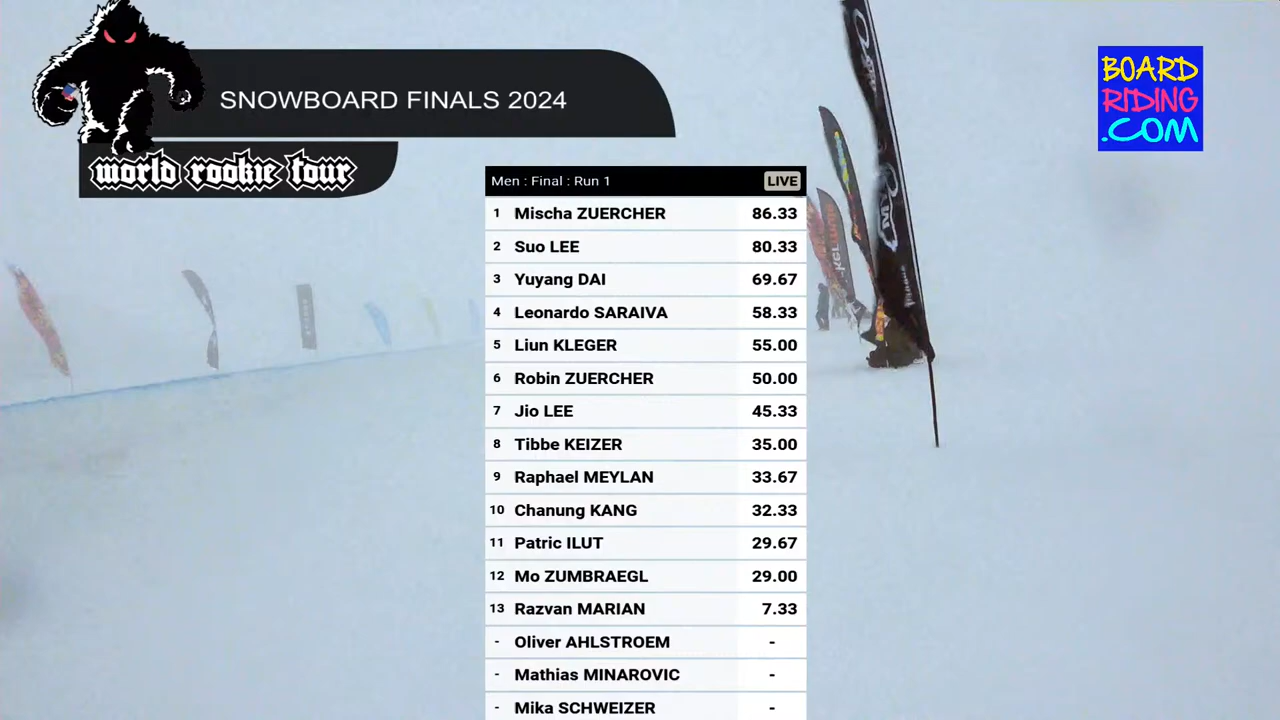 SNOWBOARD FINALS 2024
world rookie tour
BOARD
RIDING
.COM
Men : Final : Run 1 LIVE
1 Mischa ZUERCHER 86.33
2 Suo LEE 80.33
3 Yuyang DAI 69.67
4 Leonardo SARAIVA 58.33
5 Liun KLEGER 55.00
6 Robin ZUERCHER 50.00
7 Jio LEE 45.33
8 Tibbe KEIZER 35.00
9 Raphael MEYLAN 33.67
10 Chanung KANG 32.33
11 Patric ILUT 29.67
12 Mo ZUMBRAEGL 29.00
13 Razvan MARIAN 7.33
- Oliver AHLSTROEM -
- Mathias MINAROVIC -
- Mika SCHWEIZER -